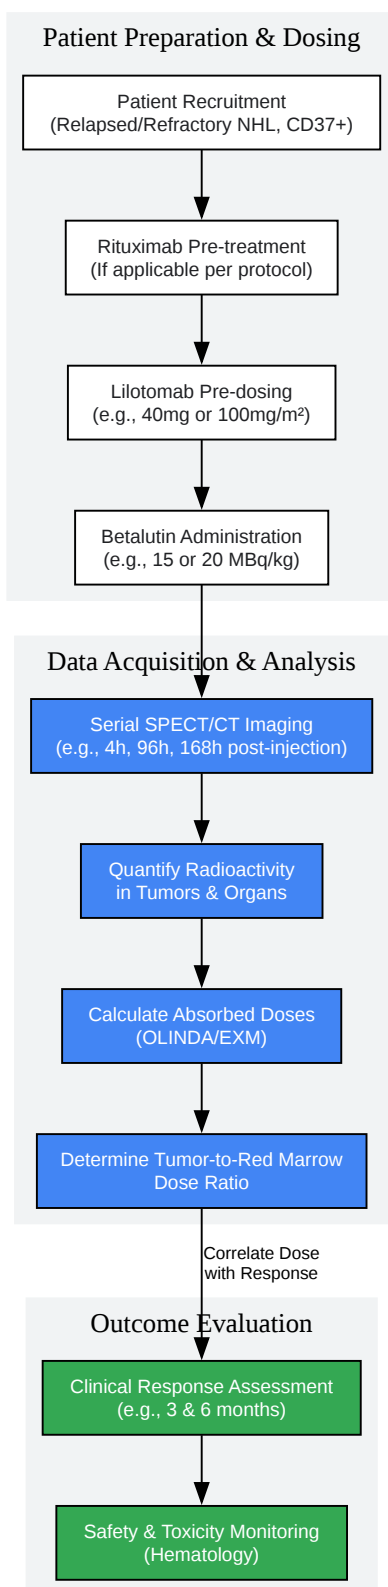 Patient Preparation & Dosing
Patient Recruitment
(Relapsed/Refractory NHL, CD37+)
Rituximab Pre-treatment
(If applicable per protocol)
Lilotomab Pre-dosing
(e.g., 40mg or 100mg/m²)
Betalutin Administration
(e.g., 15 or 20 MBq/kg)
Data Acquisition & Analysis
Serial SPECT/CT Imaging
(e.g., 4h, 96h, 168h post-injection)
Quantify Radioactivity
in Tumors & Organs
Calculate Absorbed Doses
(OLINDA/EXM)
Determine Tumor-to-Red Marrow
Dose Ratio
Correlate Dose
with Response
Outcome Evaluation
Clinical Response Assessment
(e.g., 3 & 6 months)
Safety & Toxicity Monitoring
(Hematology)